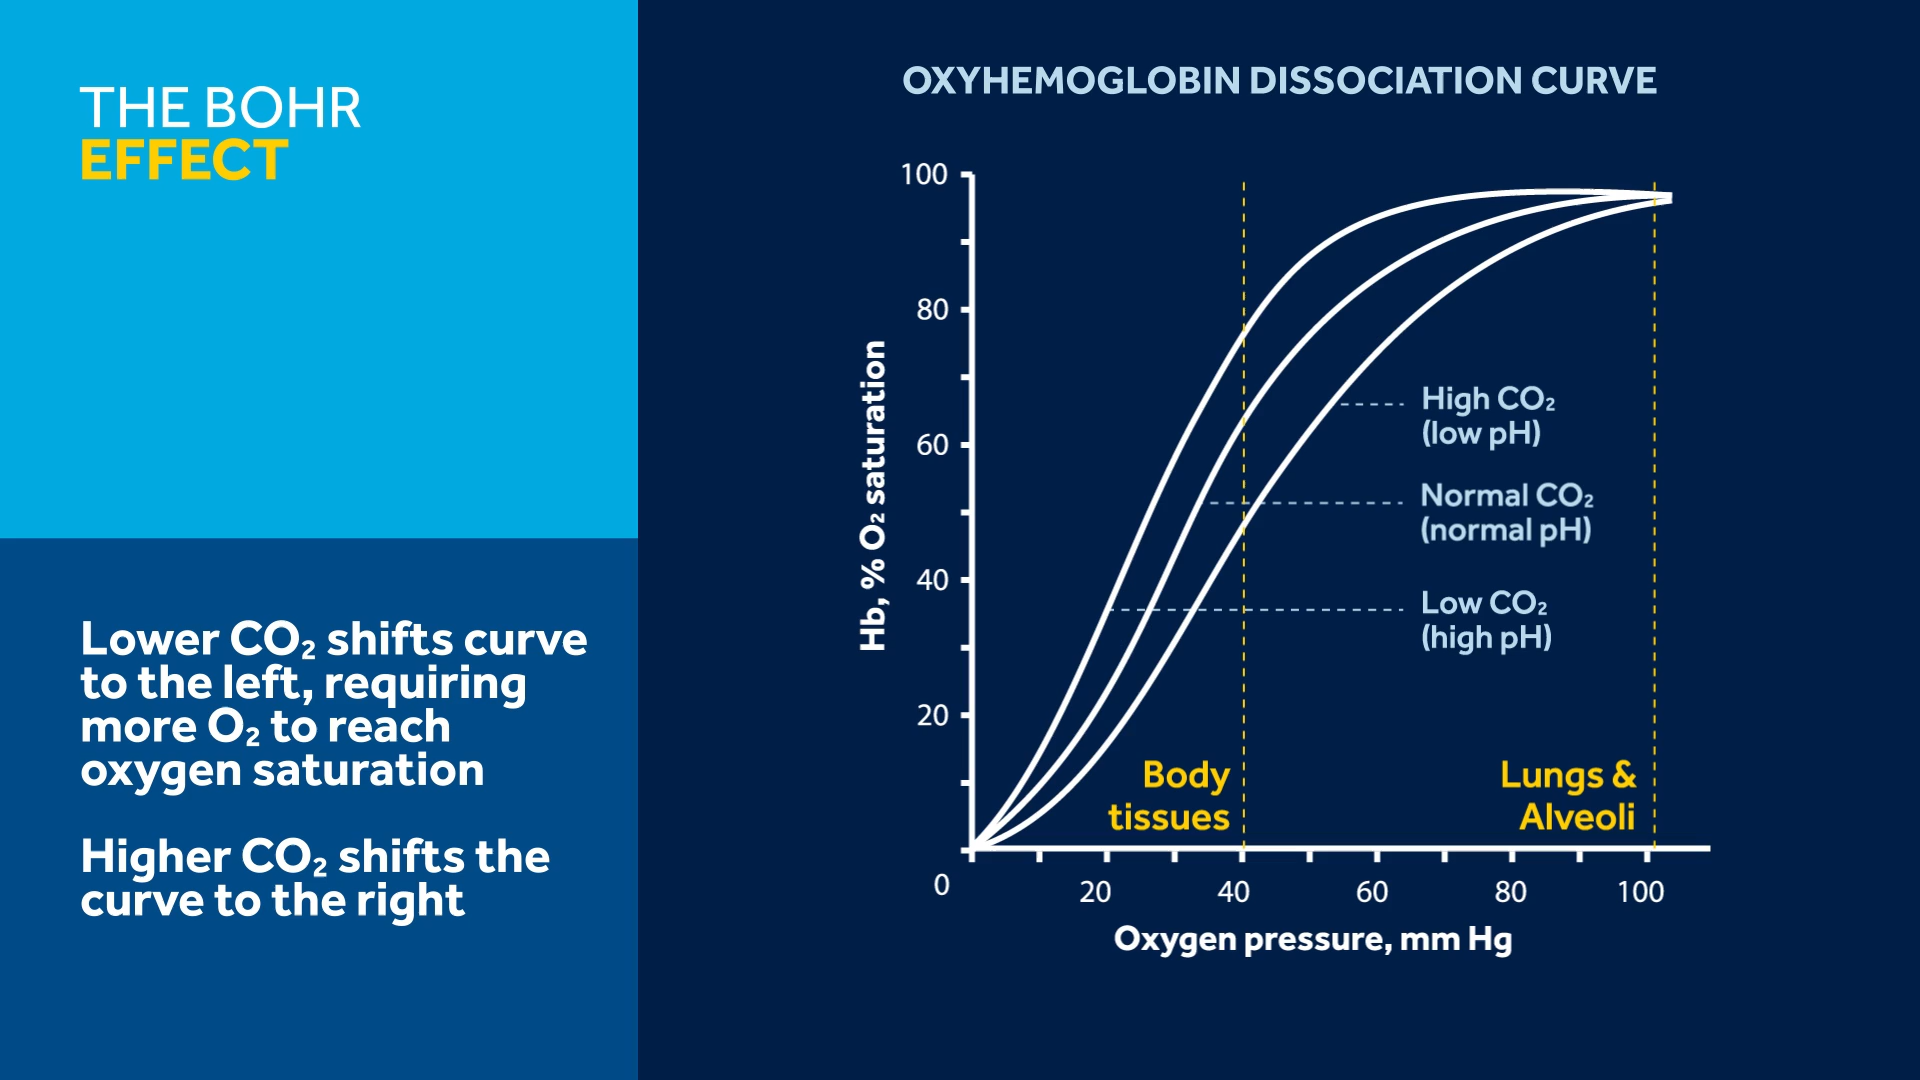 THE BOHR
EFFECT
Lower CO₂ shifts curve
to the left, requiring
more O₂ to reach
oxygen saturation
Higher CO₂ shifts the
curve to the right
OXYHEMOGLOBIN DISSOCIATION CURVE
Hb, % O₂ saturation
100
80
60
40
20
0
High CO₂
(low pH)
Normal CO₂
(normal pH)
Low CO₂
(high pH)
Body
tissues
Lungs &
Alveoli
20 40 60 80 100
Oxygen pressure, mm Hg